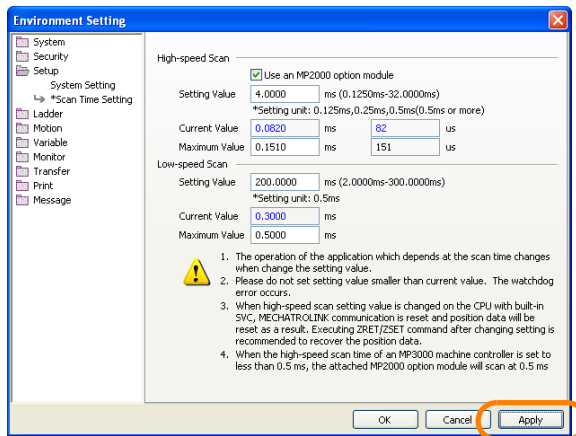 Environment Setting
System
Security
Setup
System Setting
*Scan Time Setting
Ladder
Motion
Variable
Monitor
Transfer
Print
Message
High-speed Scan
Use an MP2000 option module
Setting Value 4.0000 ms (0.1250ms-32.0000ms)
*Setting unit: 0.125ms,0.25ms,0.5ms(0.5ms or more)
Current Value 0.0820 ms 82 us
Maximum Value 0.1510 ms 151 us
Low-speed Scan
Setting Value 200.0000 ms (2.0000ms-300.0000ms)
*Setting unit: 0.5ms
Current Value 0.3000 ms
Maximum Value 0.5000 ms
1. The operation of the application which depends at the scan time changes
when change the setting value.
2. Please do not set setting value smaller than current value. The watchdog
error occurs.
3. When high-speed scan setting value is changed on the CPU with built-in
SVC, MECHATROLINK communication is reset and position data will be
reset as a result. Executing ZRET/ZSET command after changing setting is
recommended to recover the position data.
4. When the high-speed scan time of an MP3000 machine controller is set to
less than 0.5 ms, the attached MP2000 option module will scan at 0.5 ms
OK Cancel Apply